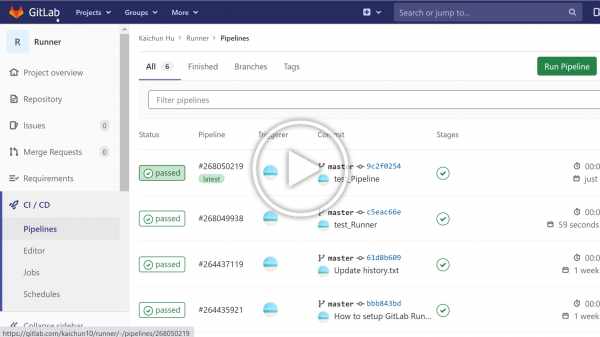 GitLab Projects Groups More Search or jump to...
R Runner
Kaichun Hu > Runner > Pipelines
Project overview
Repository
Issues 0
Merge Requests 0
Requirements
CI / CD
Pipelines
Editor
Jobs
Schedules
Collapse sidebar
All 6 Finished Branches Tags Run Pipeline
Filter pipelines
Status Pipeline Triggerer Commit Stages
passed #268050219 master 9c2f0254 00:0
latest test_Pipeline just
passed #268049938 master c5eac66e 00:0
test_Runner 59 seconds
passed #264437119 master 61d8b609 00:0
Update history.txt 1 week
passed #264435921 master bbb843bd 00:0
How to setup GitLab Run... 1 week
https://gitlab.com/kaichun10/runner/-/pipelines/268050219